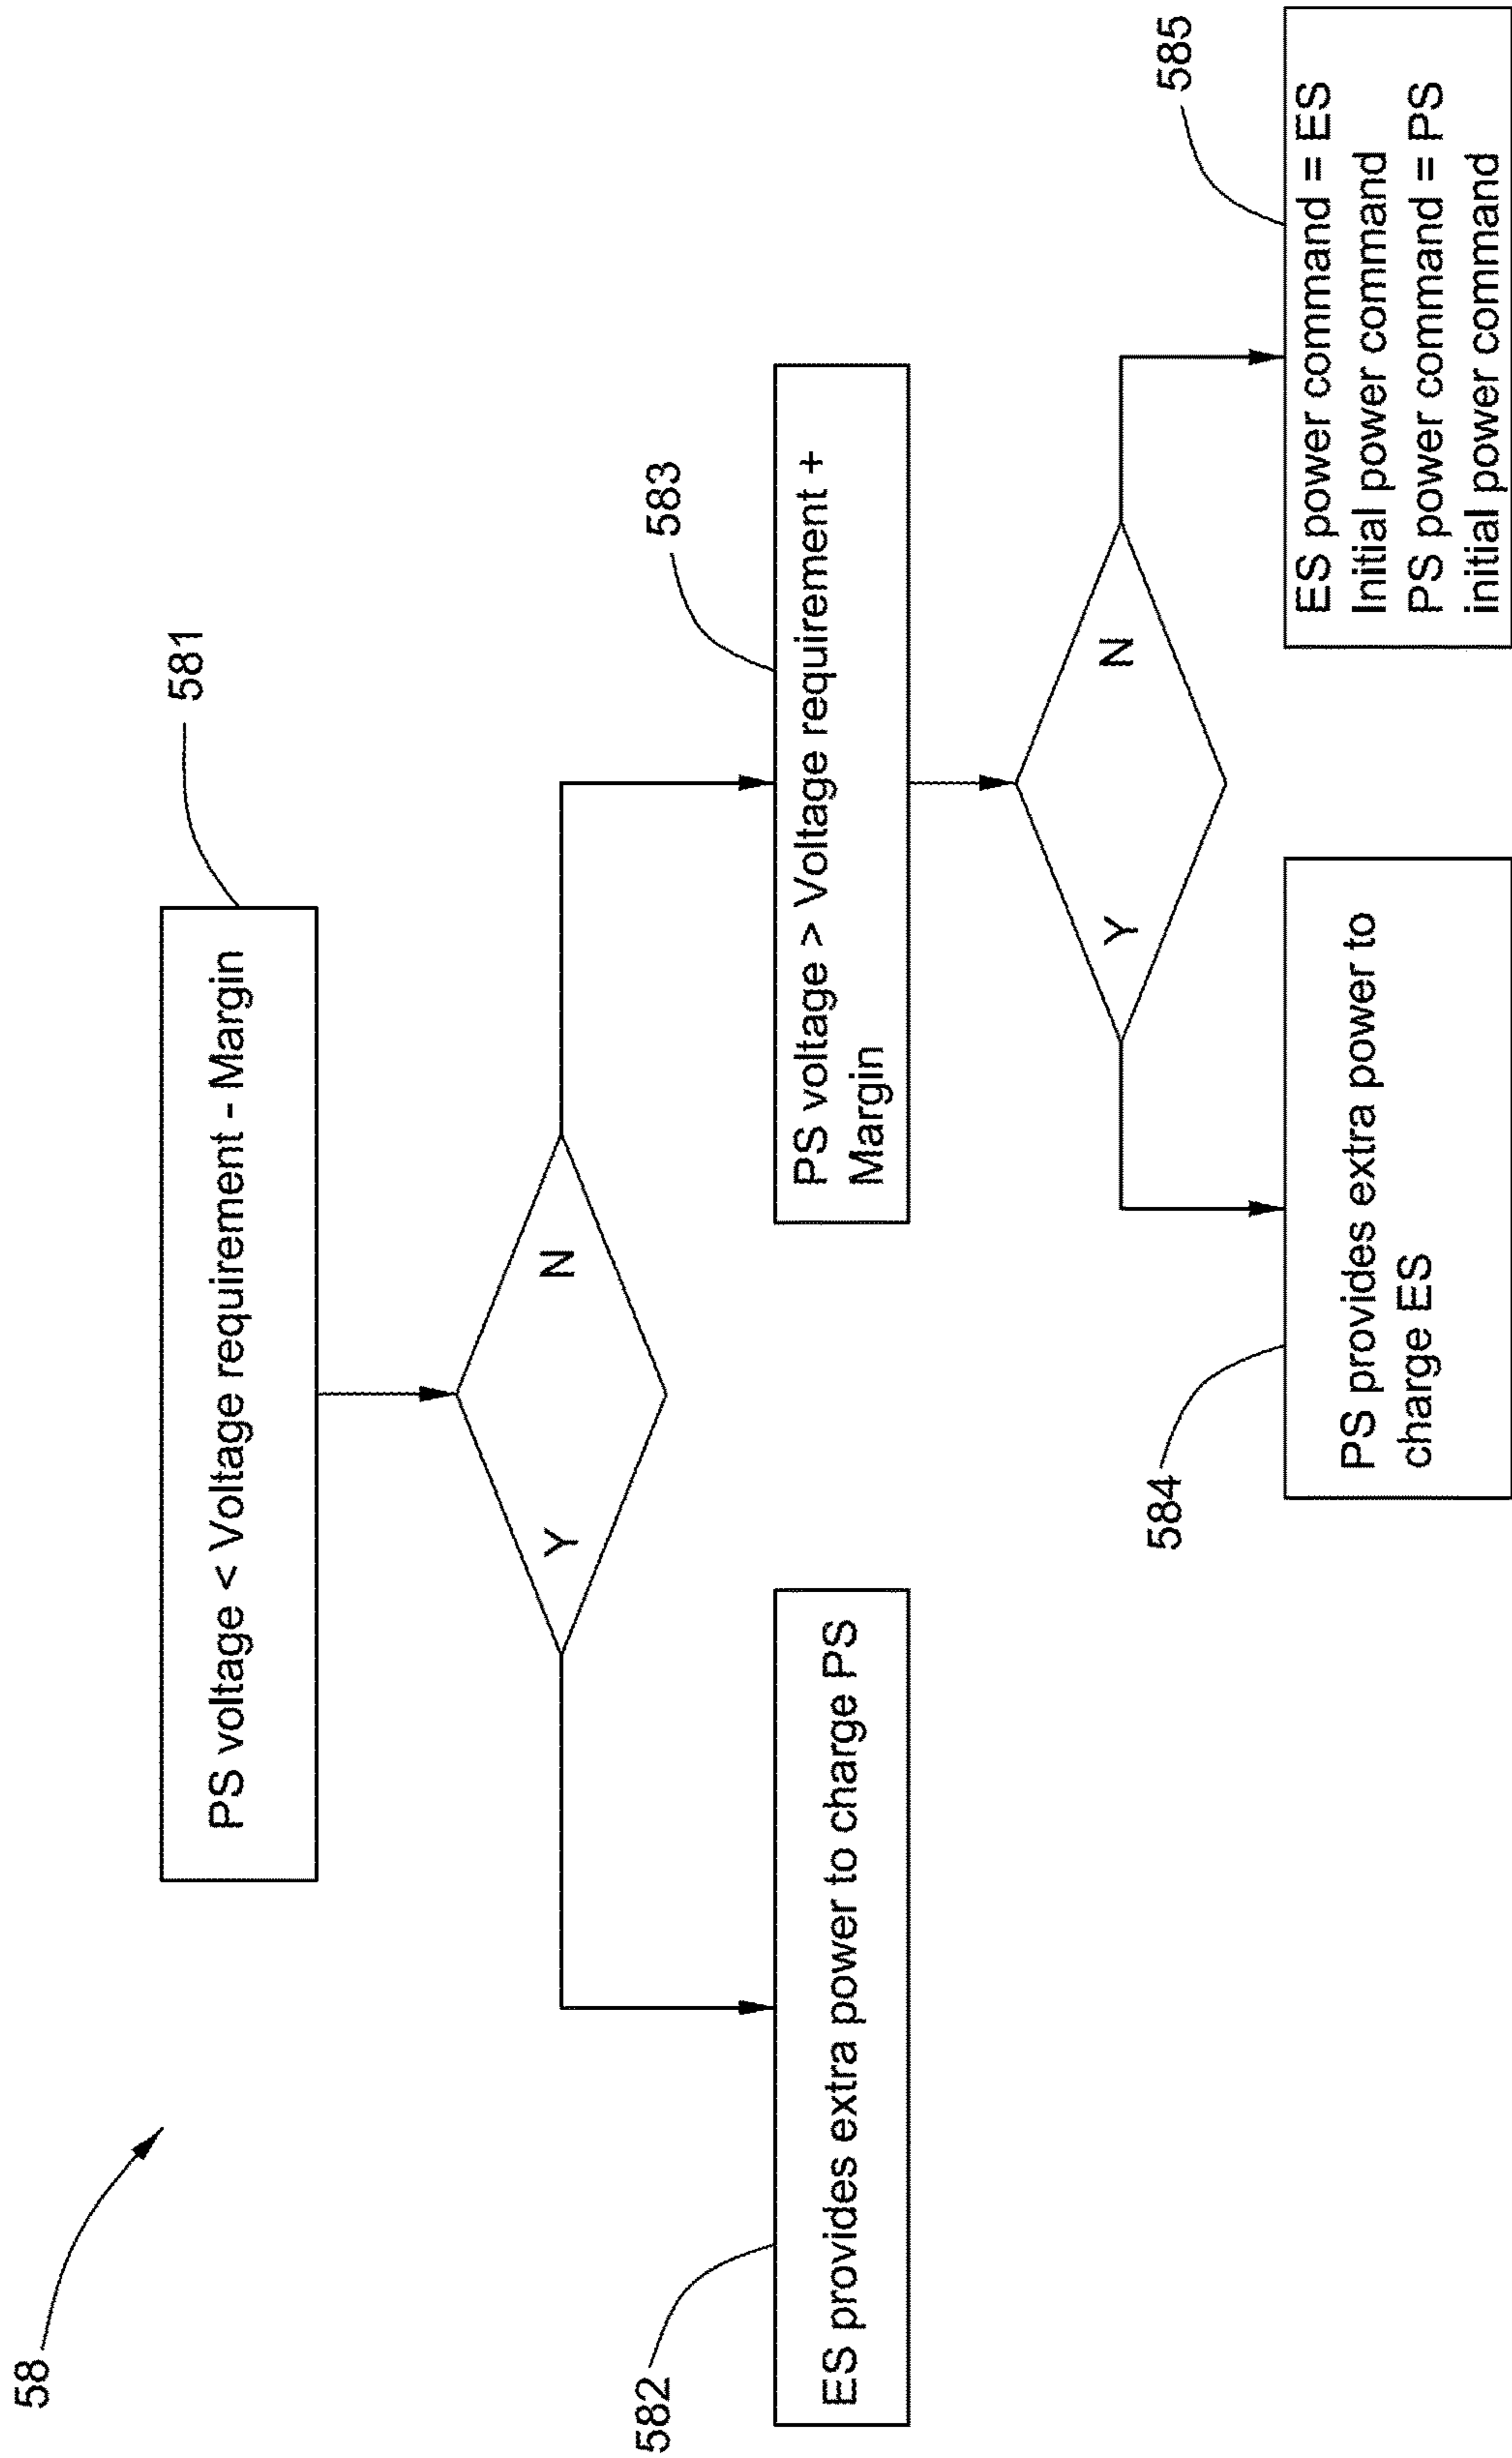 58
581
PS voltage < Voltage requirement - Margin
Y
N
582
ES provides extra power to charge PS
583
PS voltage > Voltage requirement +
Margin
Y
N
584
PS provides extra power to
charge ES
585
ES power command = ES
Initial power command
PS power command = PS
initial power command